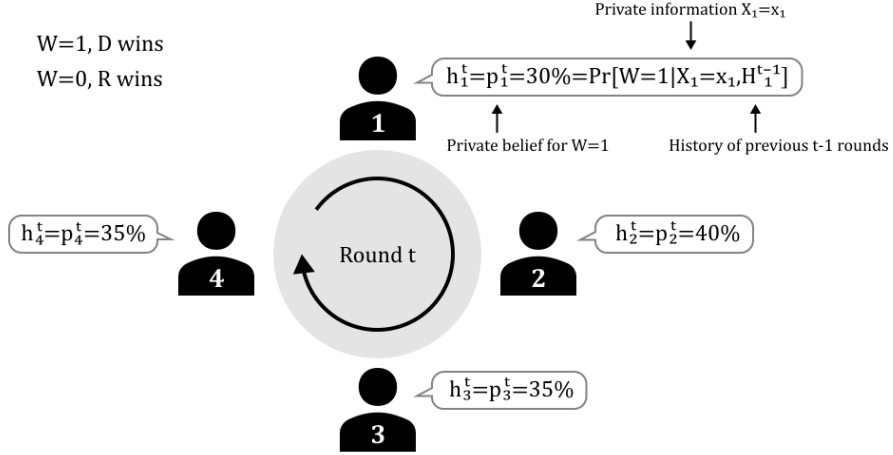 Private information X₁=x₁
W=1, D wins
W=0, R wins
h₁ᵗ=p₁ᵗ=30%=Pr[W=1|X₁=x₁,H₁ᵗ⁻¹]
1
Private belief for W=1
History of previous t-1 rounds
h₄ᵗ=p₄ᵗ=35%
4
Round t
2
h₂ᵗ=p₂ᵗ=40%
3
h₃ᵗ=p₃ᵗ=35%